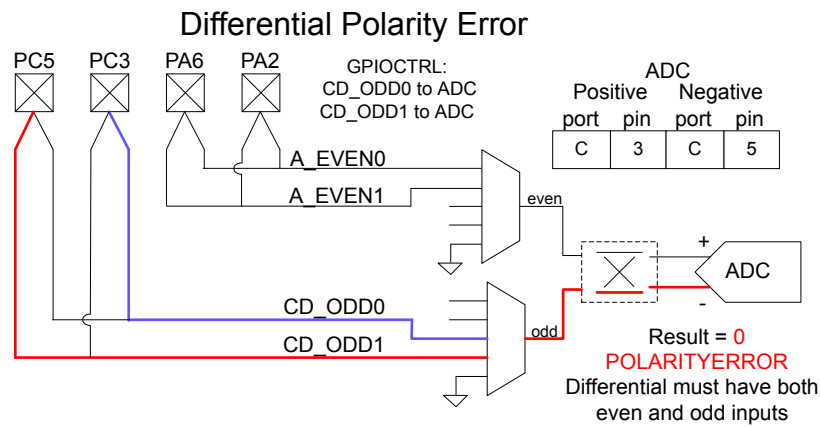 Differential Polarity Error
PC5 PC3 PA6 PA2
GPIOCTRL:
CD_ODD0 to ADC
CD_ODD1 to ADC
ADC
Positive Negative
port pin port pin
C 3 C 5
A_EVEN0
A_EVEN1
even
+
ADC
-
CD_ODD0
odd
CD_ODD1
Result = 0
POLARITYERROR
Differential must have both
even and odd inputs